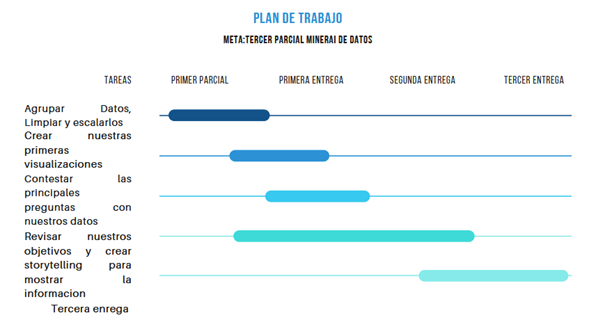 PLAN DE TRABAJO
META:TERCER PARCIAL MINERAI DE DATOS
TAREAS PRIMER PARCIAL PRIMERA ENTREGA SEGUNDA ENTREGA TERCER ENTREGA
Agrupar Datos,
Limpiar y escalarlos
Crear nuestras
primeras
visualizaciones
Contestar las
principales
preguntas con
nuestros datos
Revisar nuestros
objetivos y crear
storytelling para
mostrar la
informacion
Tercera enrega